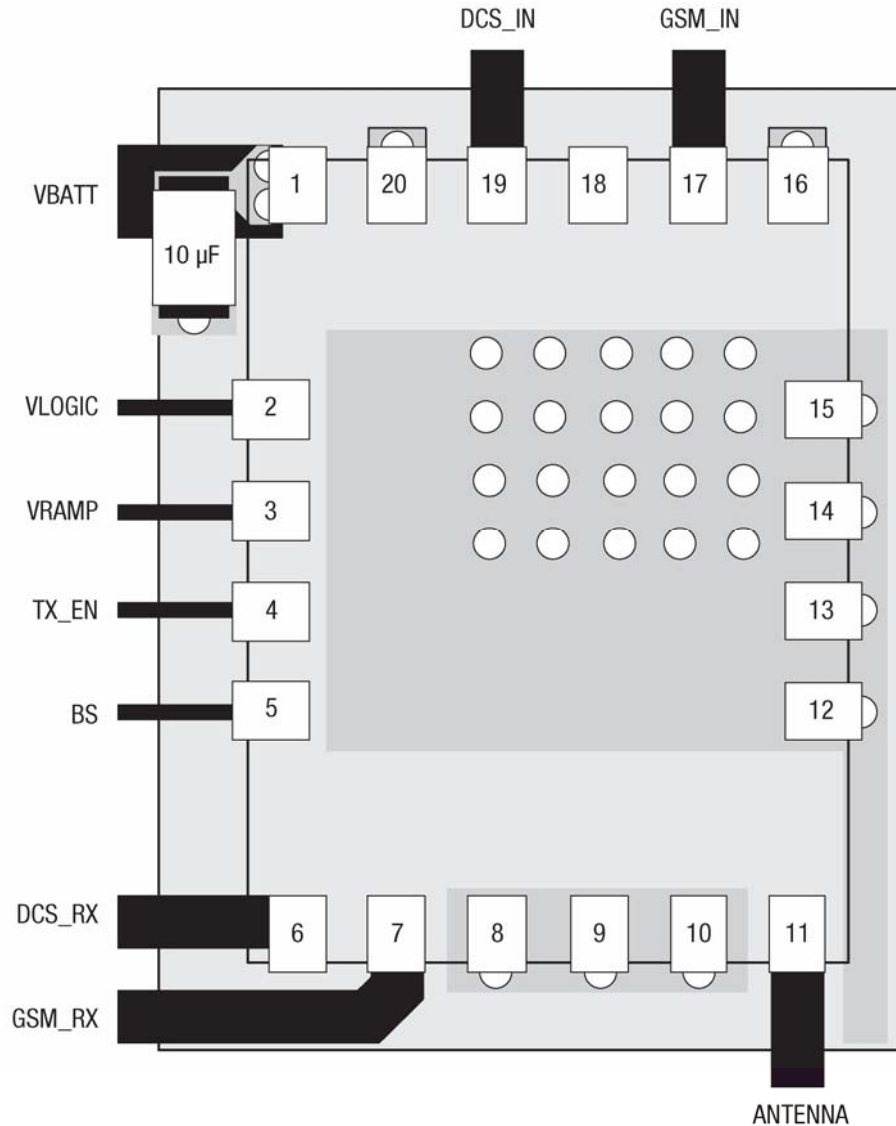 DCS_IN
GSM_IN
VBATT
1
20
19
18
17
16
10 µF
VLOGIC
2
15
VRAMP
3
14
TX_EN
4
13
BS
5
12
DCS_RX
6
7
8
9
10
11
GSM_RX
ANTENNA